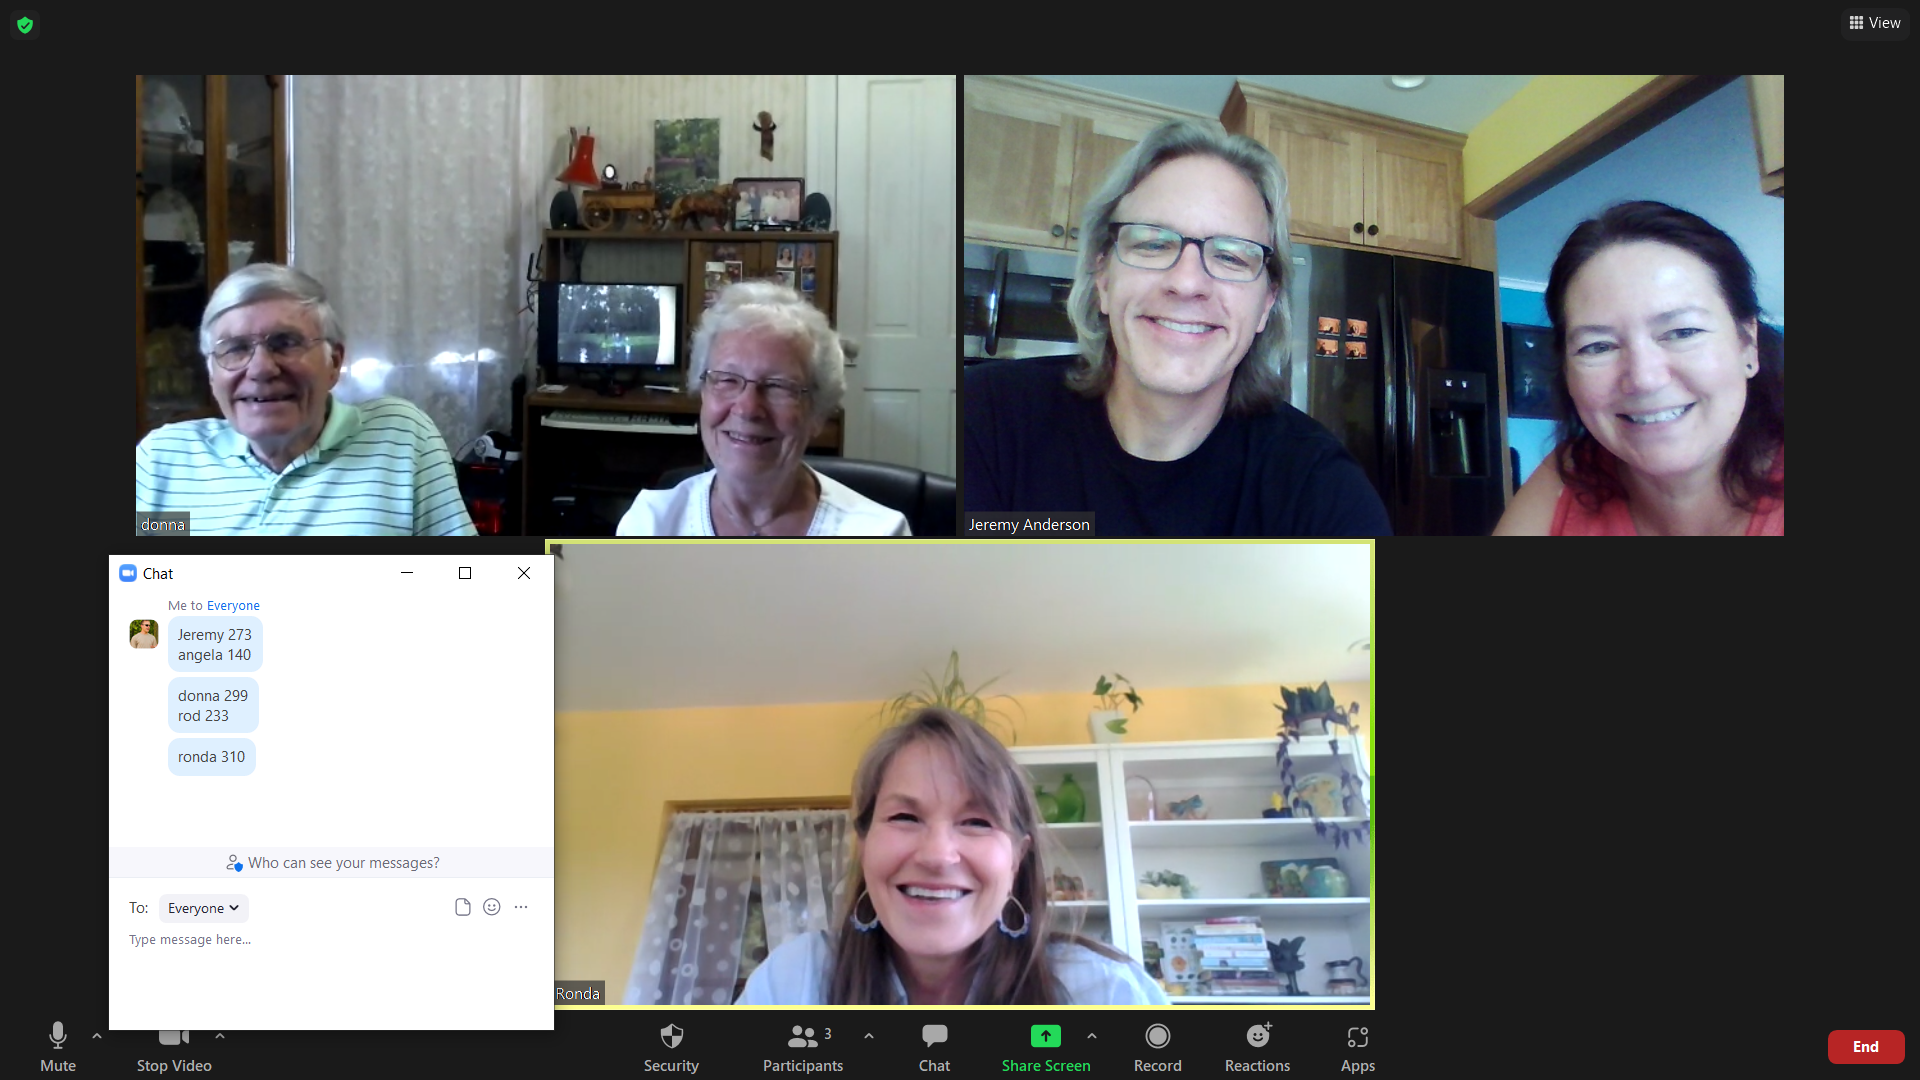 View
donna
Jeremy Anderson
Chat
Me to Everyone
Jeremy 273
angela 140
donna 299
rod 233
ronda 310
Who can see your messages?
To: Everyone
Type message here...
Ronda
Mute
Stop Video
Security
Participants
3
Chat
Share Screen
Record
Reactions
Apps
End